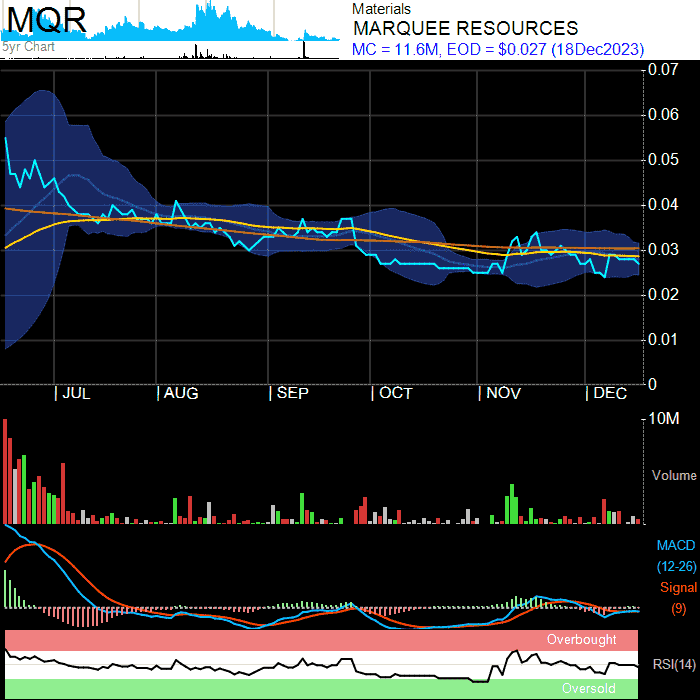 MQR
5yr Chart
Materials
MARQUEE RESOURCES
MC = 11.6M, EOD = $0.027 (18Dec2023)
0.07
0.06
0.05
0.04
0.03
0.02
0.01
0
| JUL | AUG | SEP | OCT | NOV | DEC
10M
Volume
MACD
(12-26)
Signal
(9)
Overbought
RSI(14)
Oversold